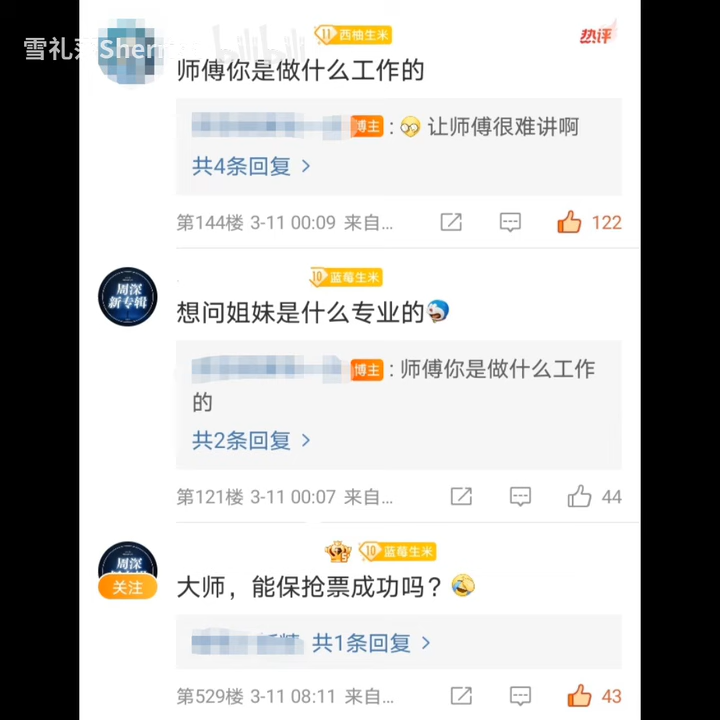 雪礼
bilibili
11 西柚生米
热评
师傅你是做什么工作的
博主：让师傅很难讲啊
共4条回复 >
第144楼 3-11 00:09 来自... 122
周深
新专辑
10 蓝莓生米
想问姐妹是什么专业的
博主：师傅你是做什么工作
的
共2条回复 >
第121楼 3-11 00:07 来自... 44
周深
关注
10 蓝莓生米
大师，能保抢票成功吗？
共1条回复 >
第529楼 3-11 08:11 来自... 43